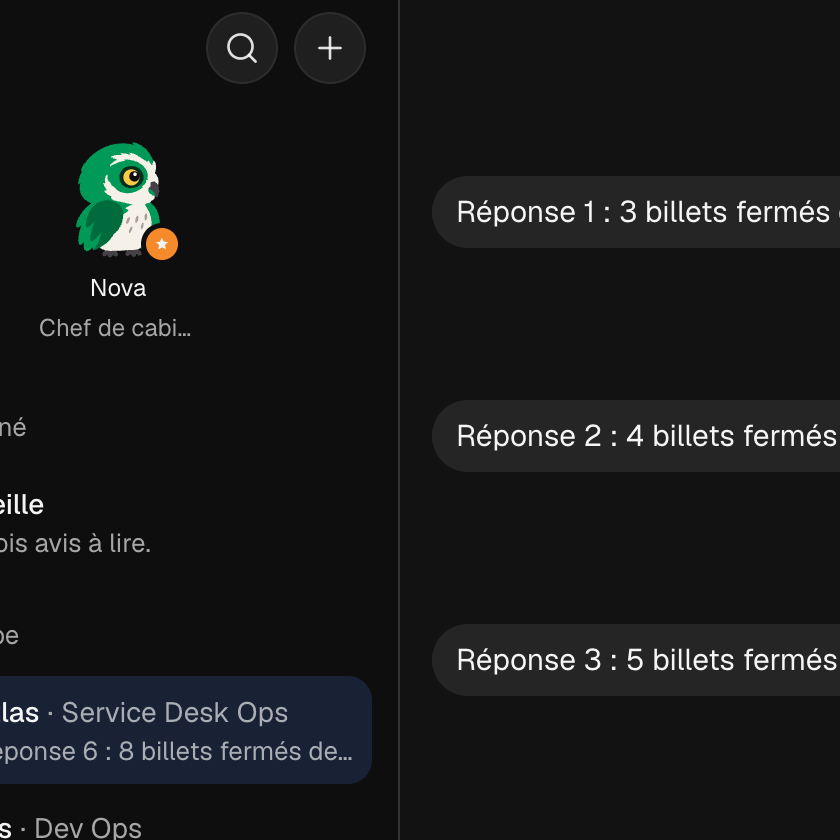 Nova
Chef de cabi...
né
eille
ois avis à lire.
pe
las · Service Desk Ops
éponse 6 : 8 billets fermés de...
s · Dev Ops
Réponse 1 : 3 billets fermés
Réponse 2 : 4 billets fermés
Réponse 3 : 5 billets fermés